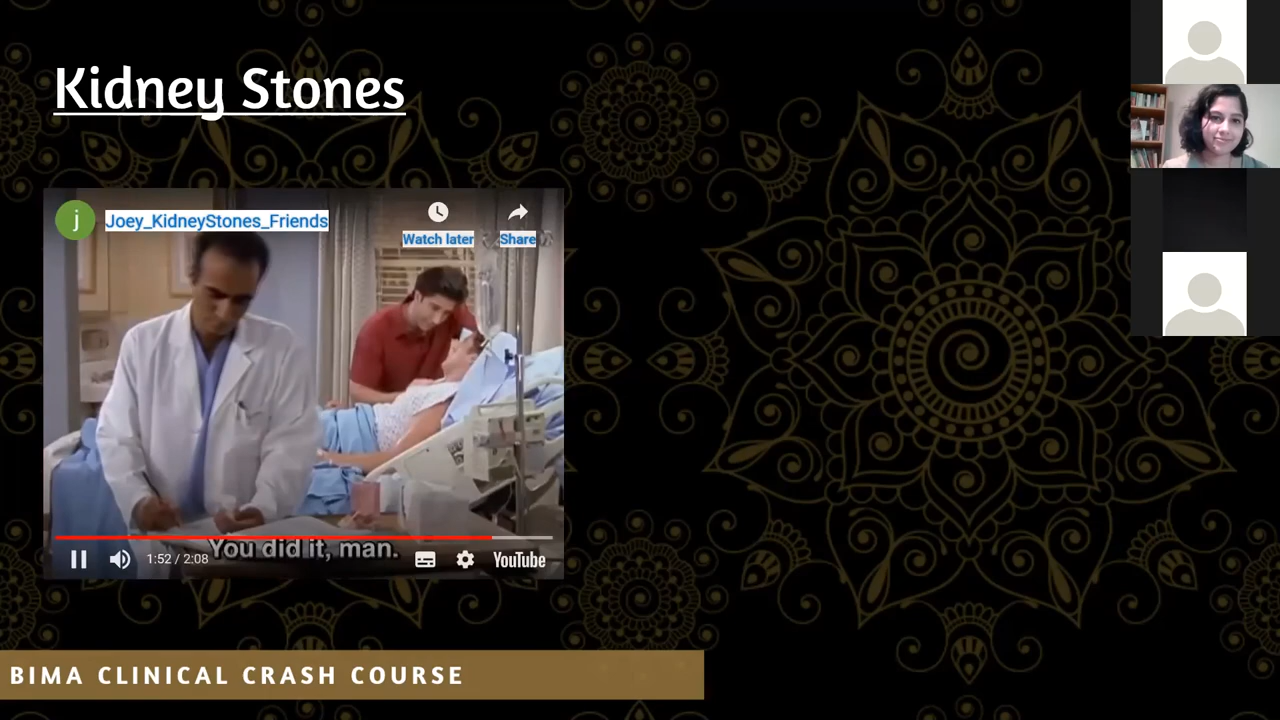 Kidney Stones
j
Joey_KidneyStones_Friends
Watch later
Share
You did it, man.
1:52 / 2:08
YouTube
BIMA CLINICAL CRASH COURSE